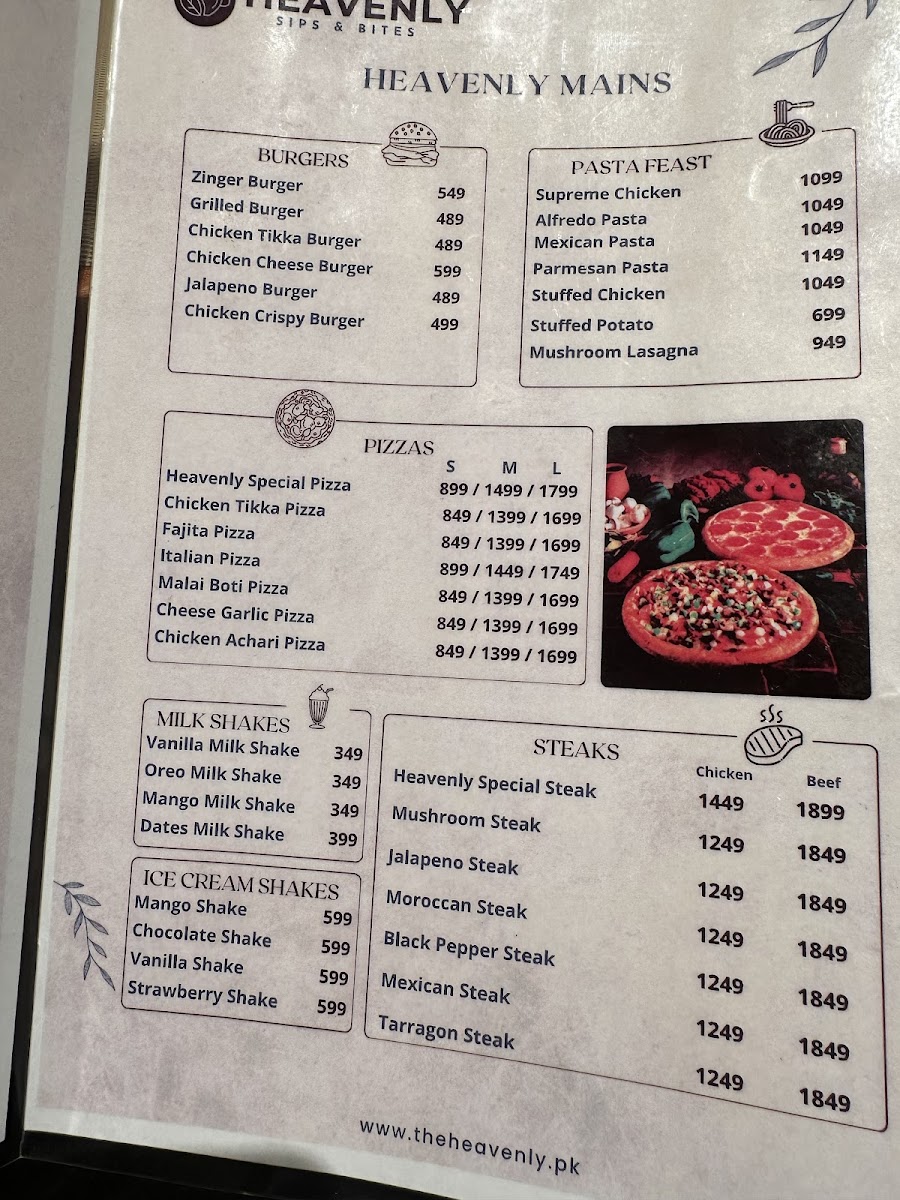 HEAVENLY
SIPS & BITES
HEAVENLY MAINS
BURGERS
Zinger Burger 549
Grilled Burger 489
Chicken Tikka Burger 489
Chicken Cheese Burger 599
Jalapeno Burger 489
Chicken Crispy Burger 499
PASTA FEAST
Supreme Chicken 1099
Alfredo Pasta 1049
Mexican Pasta 1049
Parmesan Pasta 1149
Stuffed Chicken 1049
Stuffed Potato 699
Mushroom Lasagna 949
PIZZAS
S M L
Heavenly Special Pizza 899 / 1499 / 1799
Chicken Tikka Pizza 849 / 1399 / 1699
Fajita Pizza 849 / 1399 / 1699
Italian Pizza 899 / 1449 / 1749
Malai Boti Pizza 849 / 1399 / 1699
Cheese Garlic Pizza 849 / 1399 / 1699
Chicken Achari Pizza 849 / 1399 / 1699
MILK SHAKES
Vanilla Milk Shake 349
Oreo Milk Shake 349
Mango Milk Shake 349
Dates Milk Shake 399
ICE CREAM SHAKES
Mango Shake 599
Chocolate Shake 599
Vanilla Shake 599
Strawberry Shake 599
STEAKS
Chicken Beef
Heavenly Special Steak 1449 1899
Mushroom Steak 1249 1849
Jalapeno Steak 1249 1849
Moroccan Steak 1249 1849
Black Pepper Steak 1249 1849
Mexican Steak 1249 1849
Tarragon Steak 1249 1849
www.theheavenly.pk